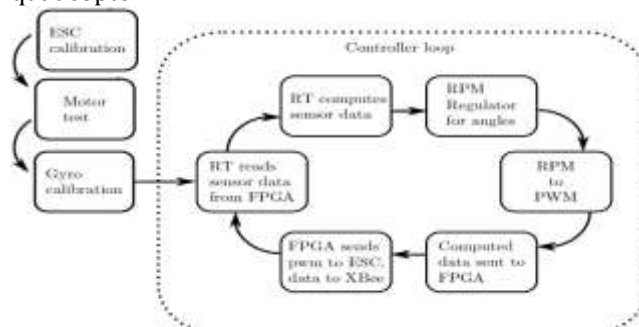 ESC
calibration
Motor
test
Gyro
calibration
Controller loop
RT computes
sensor data
RPM
Regulator
for angles
RT reads
sensor data
from FPGA
RPM
to
PWM
FPGA sends
pwm to ESC,
data to XBee
Computed
data sent to
FPGA